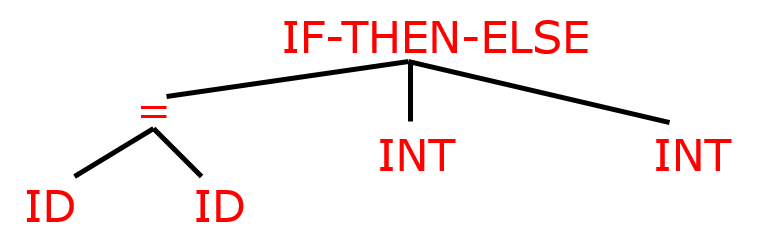 IF-THEN-ELSE
=
INT INT
ID ID